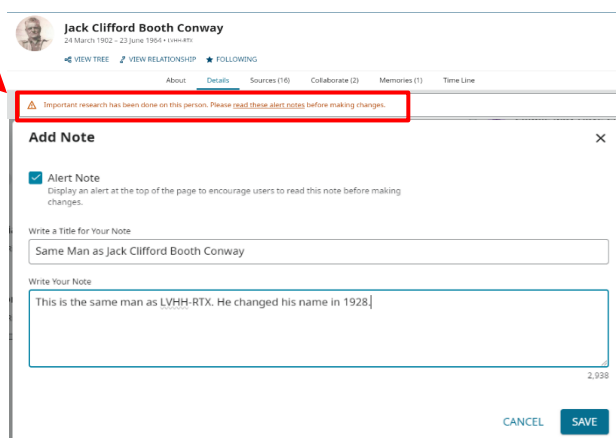 Jack Clifford Booth Conway
24 March 1902 – 23 June 1964 • LVHH-RTX
VIEW TREE VIEW RELATIONSHIP FOLLOWING
About Details Sources (16) Collaborate (2) Memories (1) Time Line
Important research has been done on this person. Please read these alert notes before making changes.
Add Note
Alert Note
Display an alert at the top of the page to encourage users to read this note before making
changes.
Write a Title for Your Note
Same Man as Jack Clifford Booth Conway
Write Your Note
This is the same man as LVHH-RTX. He changed his name in 1928.
2,938
CANCEL SAVE